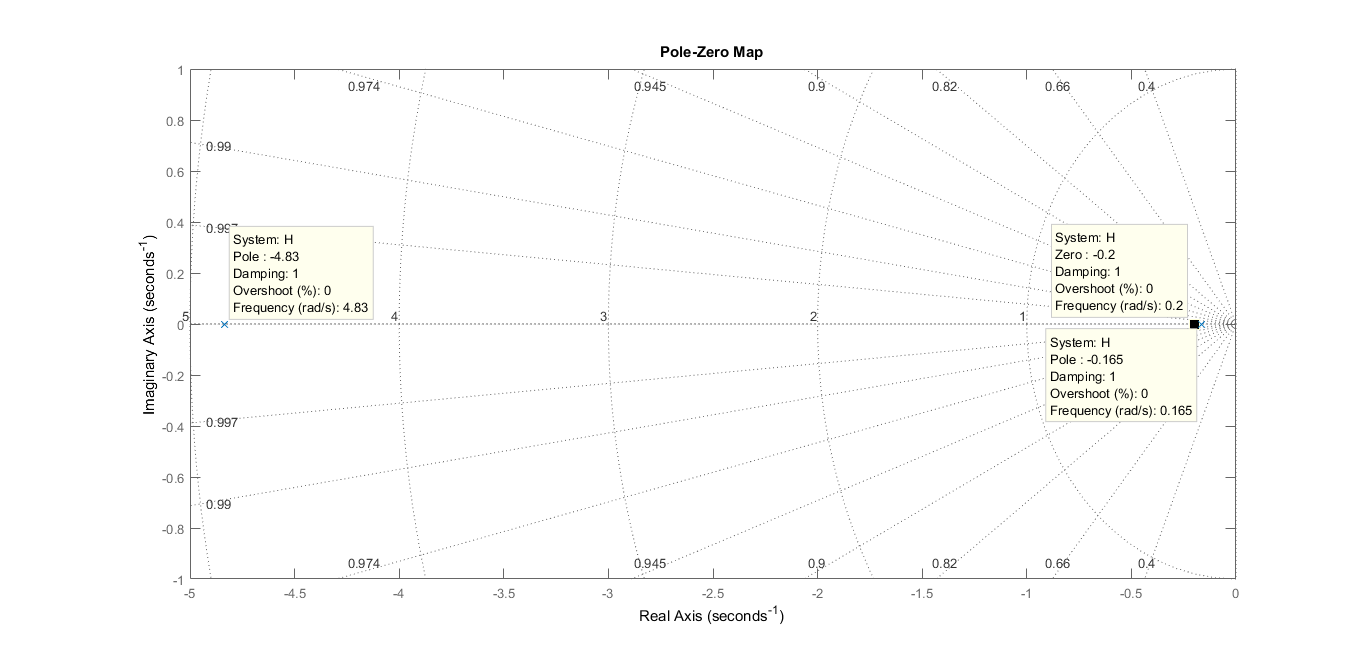 Pole-Zero Map
1
0.974
0.945
0.9
0.82
0.66
0.4
0.8
0.99
0.6
0.4
0.997
System: H
Pole : -4.83
Damping: 1
Overshoot (%): 0
Frequency (rad/s): 4.83
System: H
Zero : -0.2
Damping: 1
Overshoot (%): 0
Frequency (rad/s): 0.2
0.2
5
4
3
2
1
0
System: H
Pole : -0.165
Damping: 1
Overshoot (%): 0
Frequency (rad/s): 0.165
Imaginary Axis (seconds-1)
-0.2
0.997
-0.4
-0.6
0.99
-0.8
0.974
0.945
0.9
0.82
0.66
0.4
-1
-5
-4.5
-4
-3.5
-3
-2.5
-2
-1.5
-1
-0.5
0
Real Axis (seconds-1)